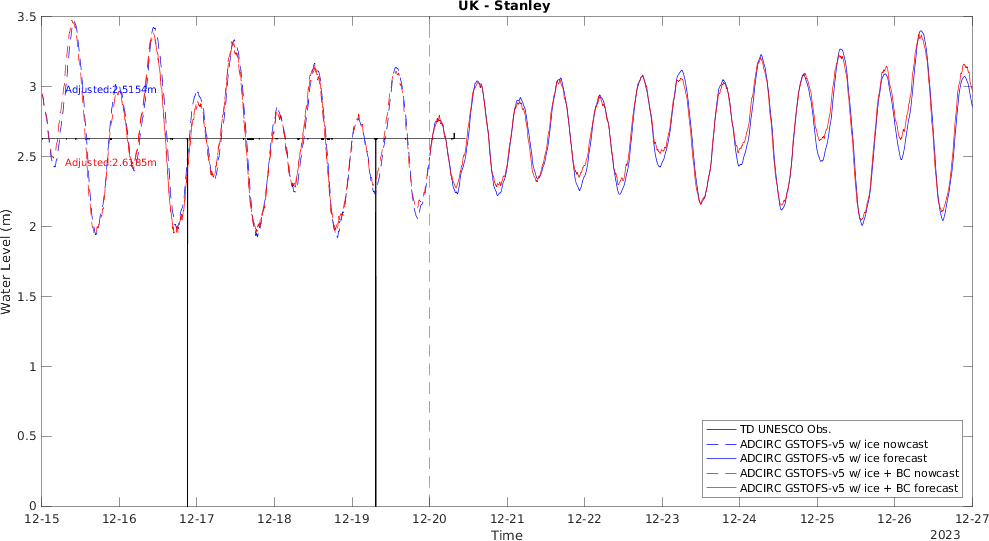 UK - Stanley
3.5
3
2.5
2
1.5
1
0.5
0
Water Level (m)
Adjusted:2.5154m
Adjusted:2.6385m
TD UNESCO Obs.
ADCIRC GSTOFS-v5 w/ ice nowcast
ADCIRC GSTOFS-v5 w/ ice forecast
ADCIRC GSTOFS-v5 w/ ice + BC nowcast
ADCIRC GSTOFS-v5 w/ ice + BC forecast
12-15 12-16 12-17 12-18 12-19 12-20 12-21 12-22 12-23 12-24 12-25 12-26 12-27
Time
2023